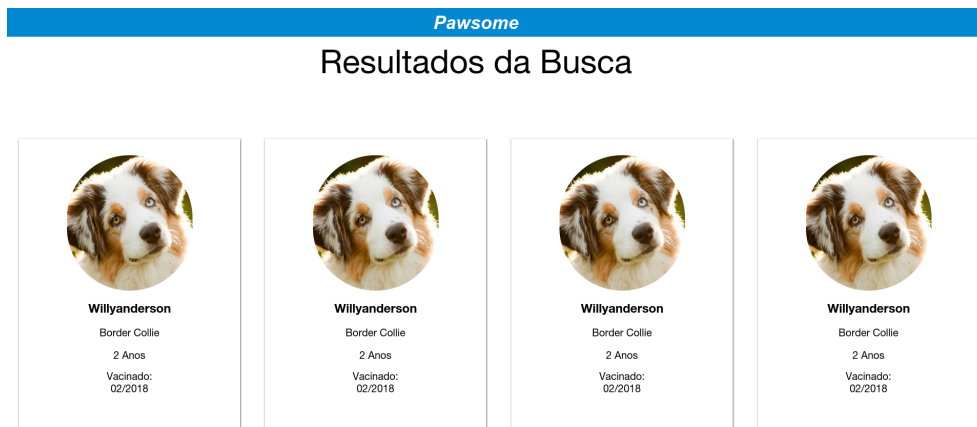 Pawsome
Resultados da Busca
Willyanderson
Border Collie
2 Anos
Vacinado:
02/2018
Willyanderson
Border Collie
2 Anos
Vacinado:
02/2018
Willyanderson
Border Collie
2 Anos
Vacinado:
02/2018
Willyanderson
Border Collie
2 Anos
Vacinado:
02/2018